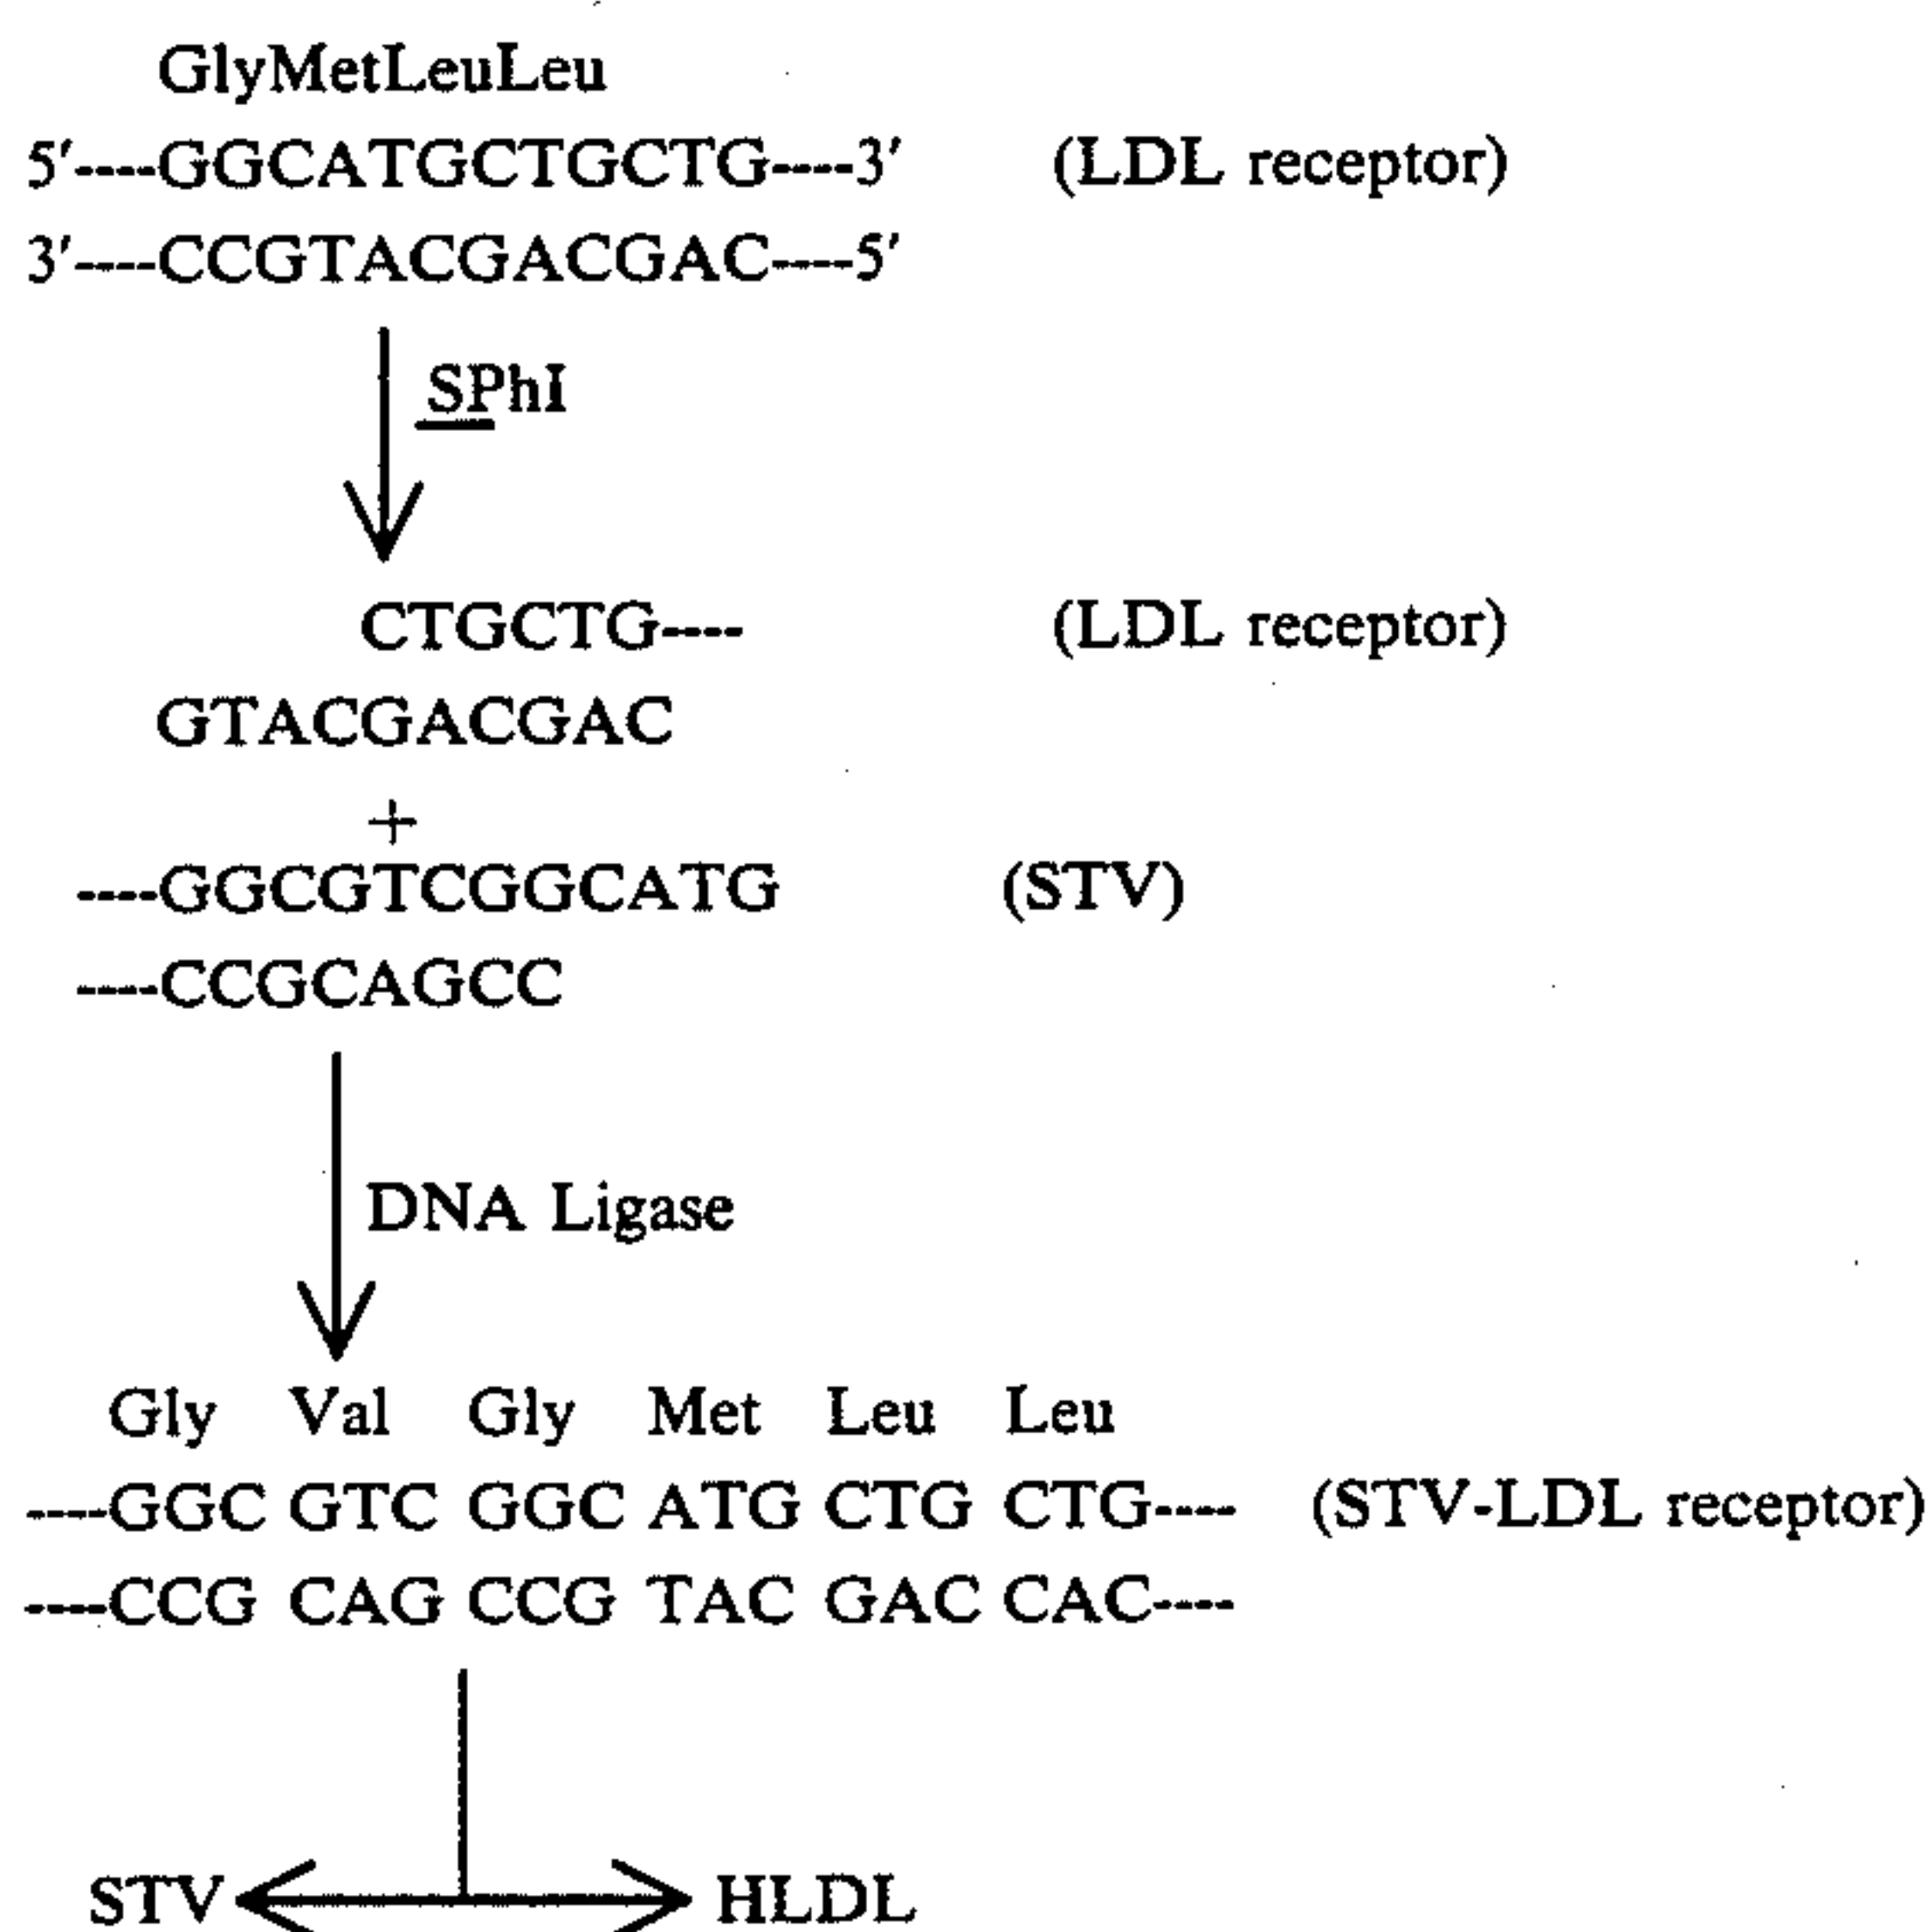 GlyMetLeuLeu
5'----GGCATGCTGCTG----3' (LDL receptor)
3'----CCGTACGACGAC----5'
SPhI
CTGCTG---- (LDL receptor)
GTACGACGAC
+
----GGCGTCGGCATG (STV)
----CCGCAGCC
DNA Ligase
Gly Val Gly Met Leu Leu
----GGC GTC GGC ATG CTG CTG---- (STV-LDL receptor)
----CCG CAG CCG TAC GAC CAC----
STV HLDL